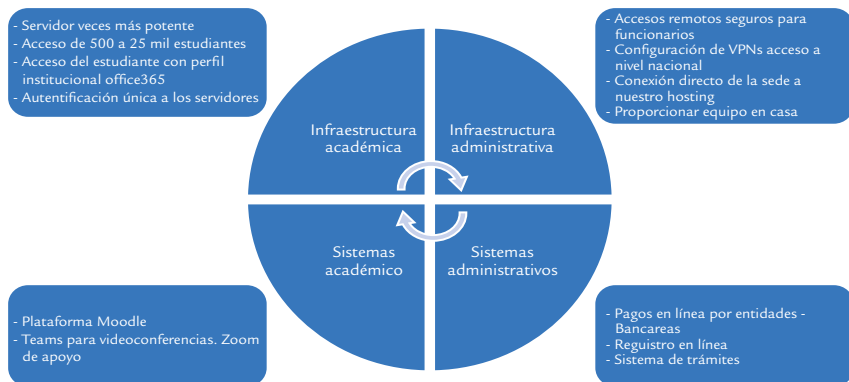 - Servidor veces más potente
- Acceso de 500 a 25 mil estudiantes
- Acceso del estudiante con perfil
institucional office365
- Autentificación única a los servidores
- Accesos remotos seguros para
funcionarios
- Configuración de VPNs acceso a
nivel nacional
- Conexión directo de la sede a
nuestro hosting
- Proporcionar equipo en casa
Infraestructura
académica
Infraestructura
administrativa
Sistemas
académico
Sistemas
administrativos
- Plataforma Moodle
- Teams para videoconferencias. Zoom
de apoyo
- Pagos en línea por entidades -
Bancareas
- Reguistro en línea
- Sistema de trámites